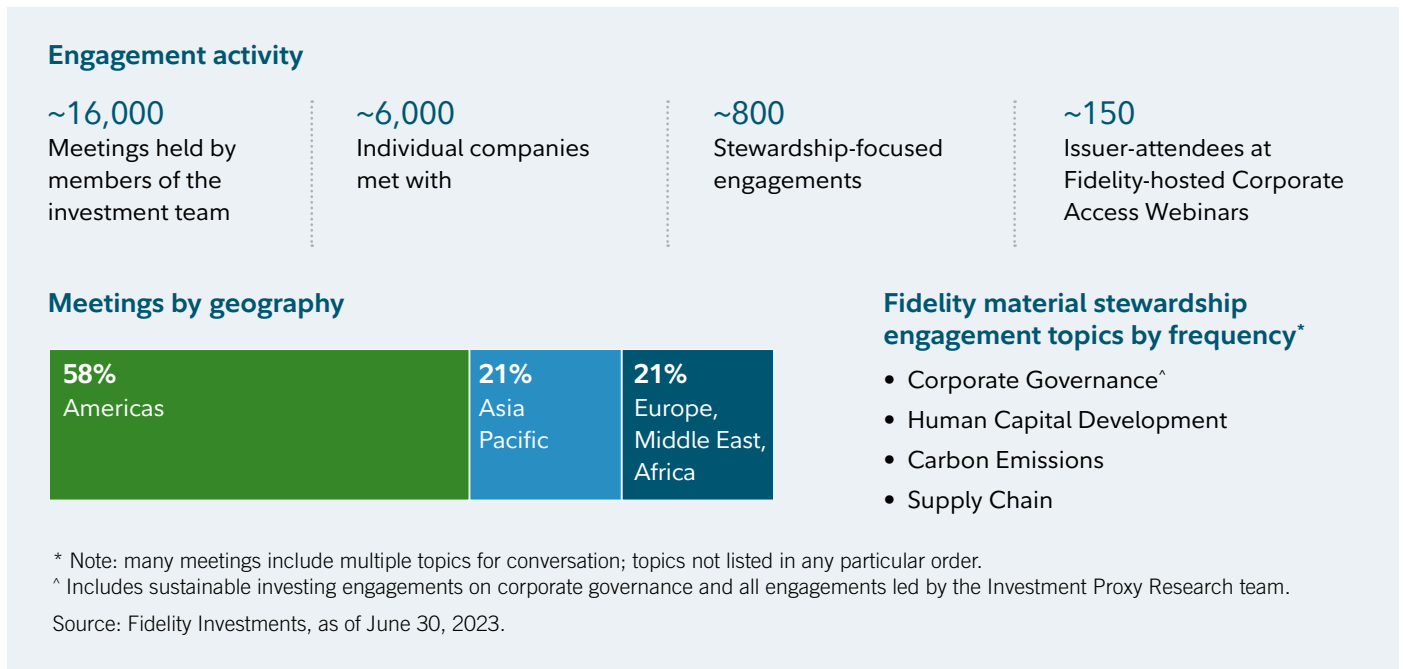 Engagement activity
~16,000
Meetings held by
members of the
investment team
~6,000
Individual companies
met with
~800
Stewardship-focused
engagements
~150
Issuer-attendees at
Fidelity-hosted Corporate
Access Webinars
Meetings by geography
58%
Americas
21%
Asia
Pacific
21%
Europe,
Middle East,
Africa
Fidelity material stewardship
engagement topics by frequency*
• Corporate Governance^
• Human Capital Development
• Carbon Emissions
• Supply Chain
* Note: many meetings include multiple topics for conversation; topics not listed in any particular order.
^ Includes sustainable investing engagements on corporate governance and all engagements led by the Investment Proxy Research team.
Source: Fidelity Investments, as of June 30, 2023.